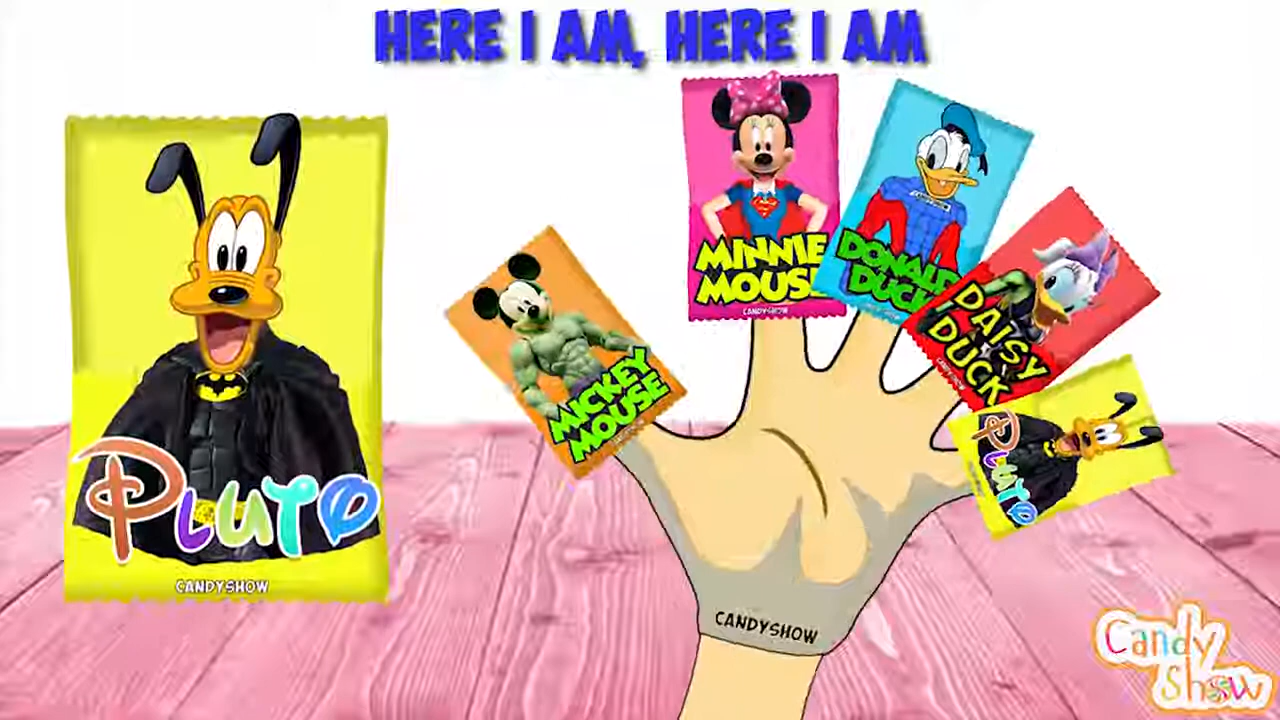 HERE I AM, HERE I AM
PLUTO
CANDYSHOW
MICKEY
MOUSE
MINNIE
MOUSE
CANDYSHOW
DONALD
DUCK
DAISY
DUCK
PLUTO
CANDYSHOW
Candy
Show